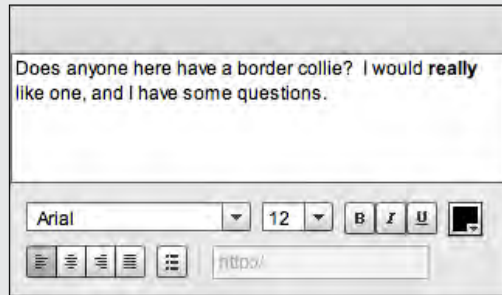 Does anyone here have a border collie?  I would really
like one, and I have some questions.
Arial 12 B I U
http:/